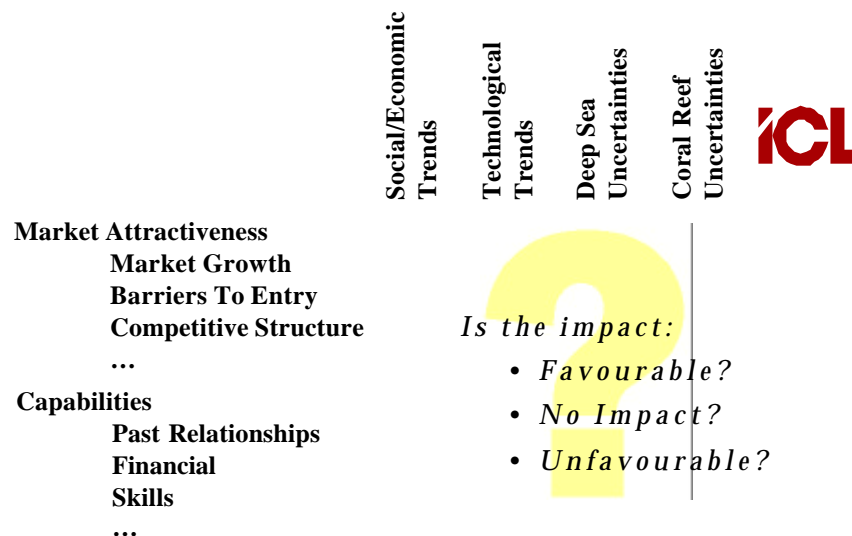 Social/Economic
Trends
Technological
Trends
Deep Sea
Uncertainties
Coral Reef
Uncertainties
ICL
Market Attractiveness
Market Growth
Barriers To Entry
Competitive Structure
…
Capabilities
Past Relationships
Financial
Skills
…
Is the impact:
• Favourable?
• No Impact?
• Unfavourable?
?